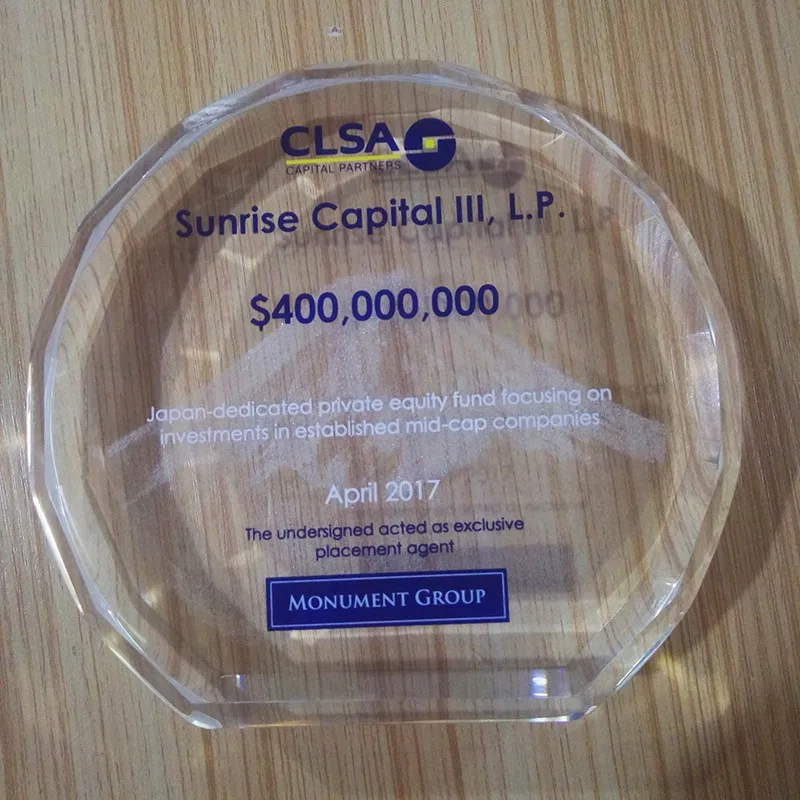 CLSA
CAPITAL PARTNERS
Sunrise Capital III, L.P.
$400,000,000
Japan-dedicated private equity fund focusing on
investments in established mid-cap companies
April 2017
The undersigned acted as exclusive
placement agent
MONUMENT GROUP